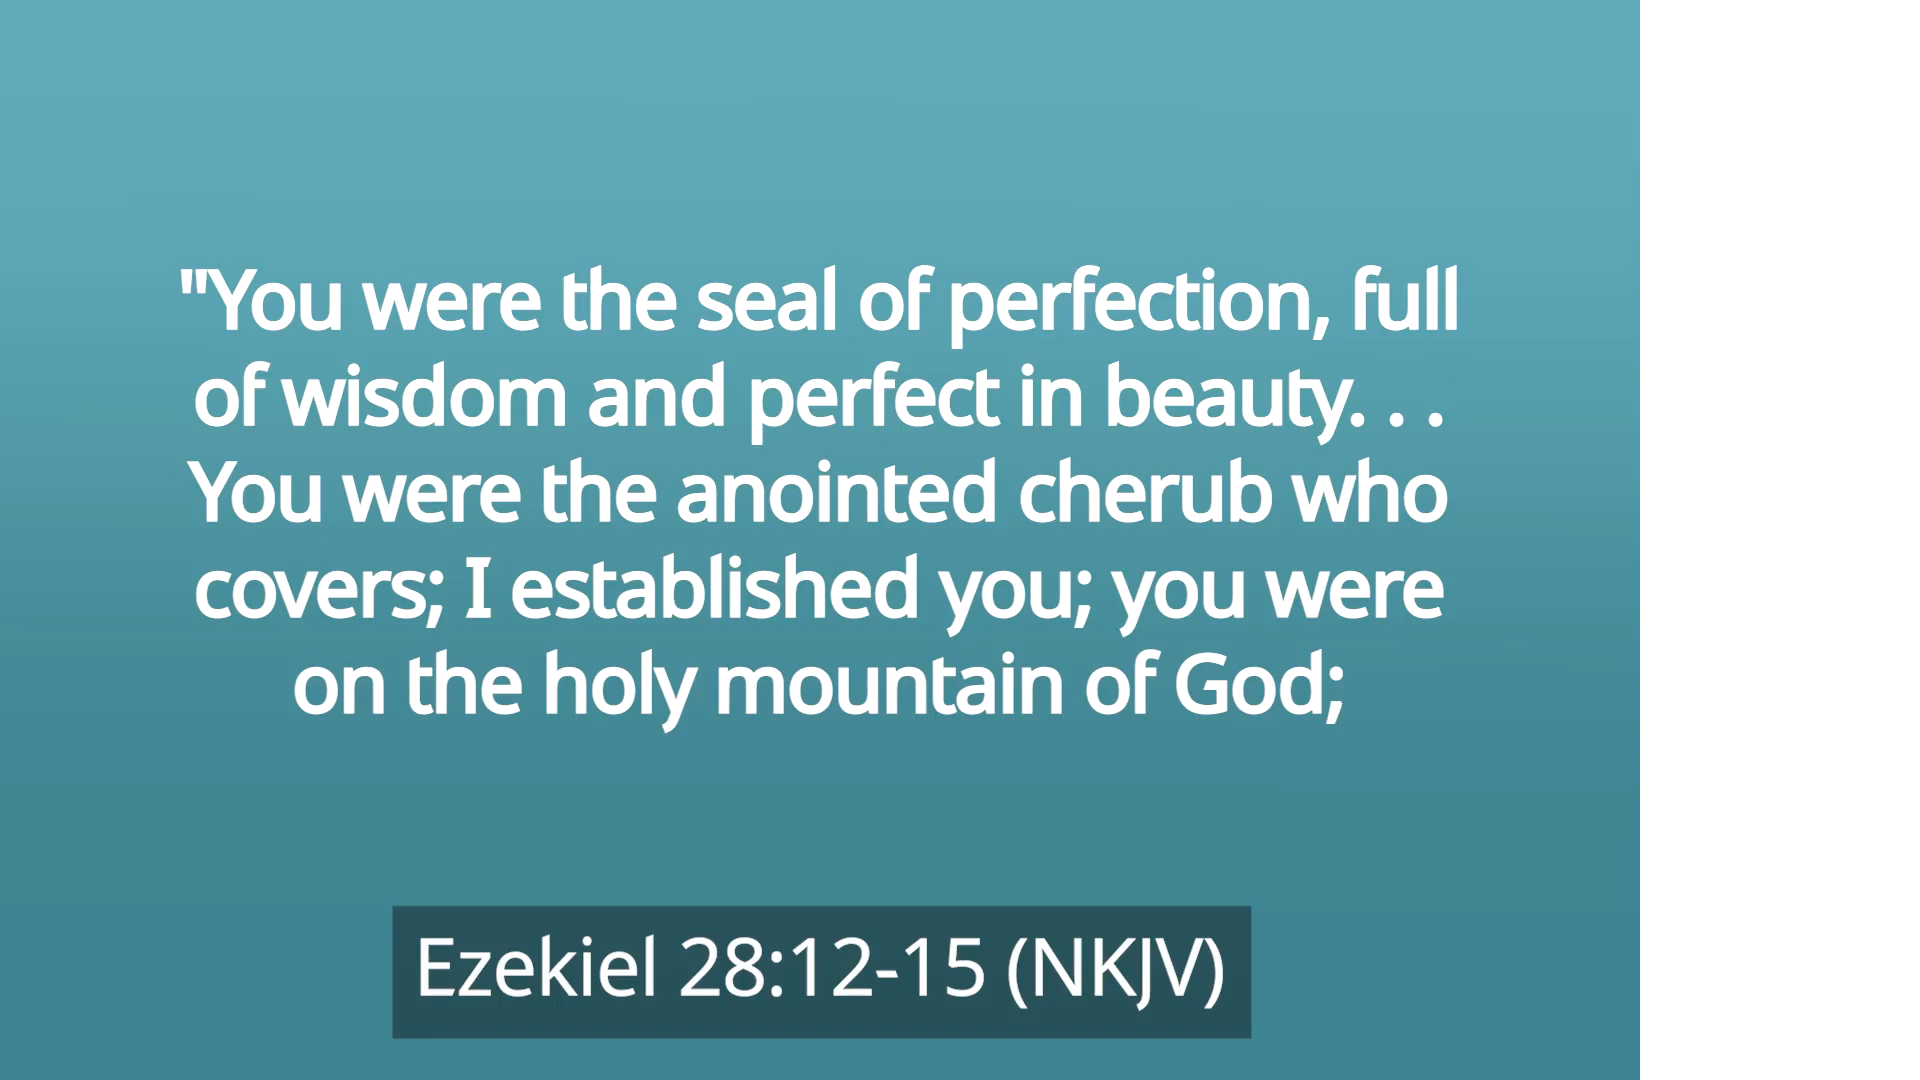 "You were the seal of perfection, full
of wisdom and perfect in beauty. . .
You were the anointed cherub who
covers; I established you; you were
on the holy mountain of God;
Ezekiel 28:12-15 (NKJV)